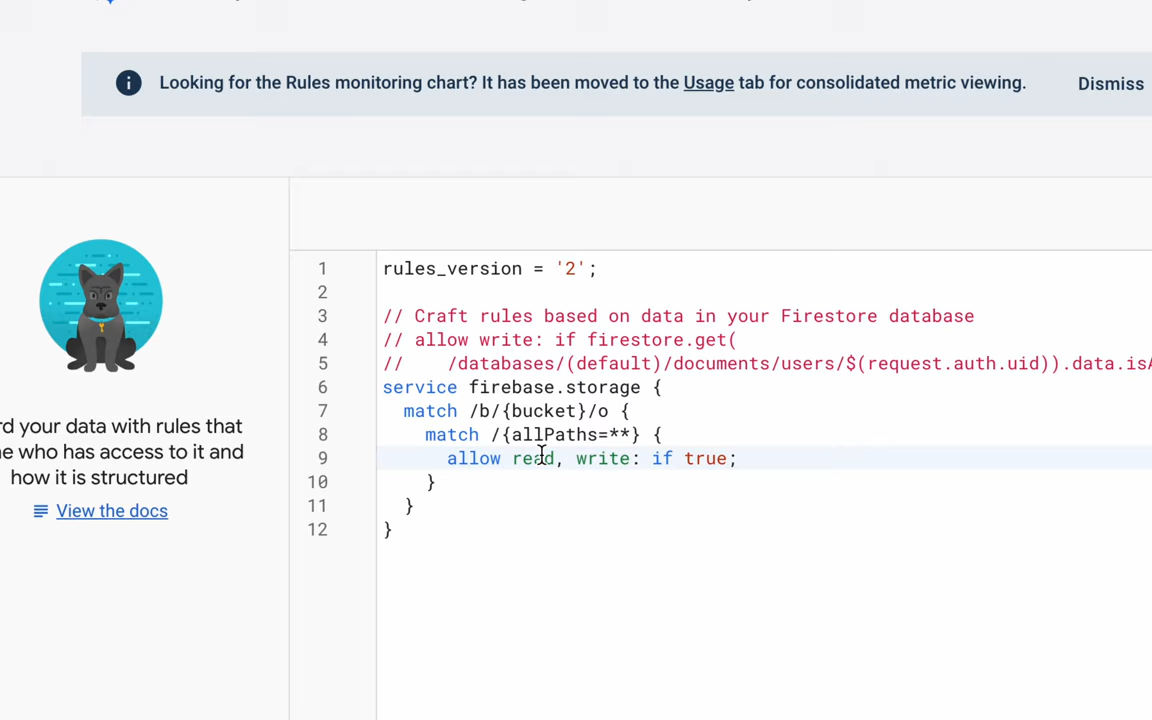 Looking for the Rules monitoring chart? It has been moved to the Usage tab for consolidated metric viewing.
Dismiss
rd your data with rules that
e who has access to it and
how it is structured
View the docs
1 rules_version = '2';
2
3 // Craft rules based on data in your Firestore database
4 // allow write: if firestore.get(
5 //    /databases/(default)/documents/users/$(request.auth.uid)).data.isA
6 service firebase.storage {
7   match /b/{bucket}/o {
8     match /{allPaths=**} {
9       allow read, write: if true;
10     }
11   }
12 }